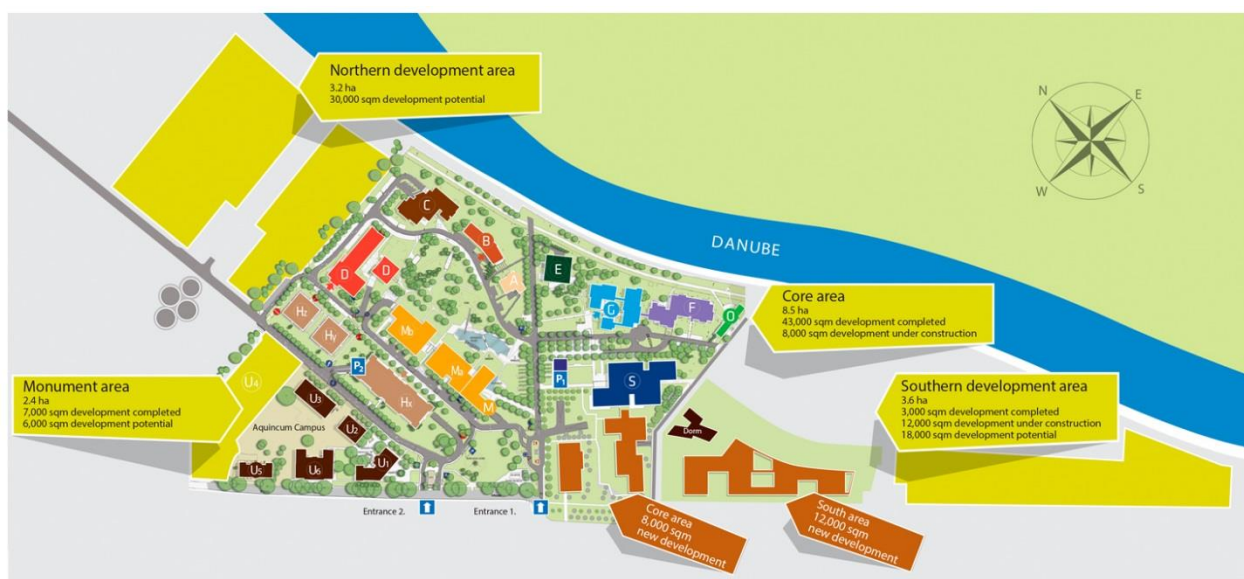 Northern development area
3.2 ha
30,000 sqm development potential
N
E
W
S
DANUBE
C
B
D
D
A
E
G
F
O
Core area
8.5 ha
43,000 sqm development completed
8,000 sqm development under construction
Hz
Hy
Mb
Ma
M
P2
Hx
P1
S
Monument area
2.4 ha
7,000 sqm development completed
6,000 sqm development potential
U4
U3
U2
Aquincum Campus
U5
U6
U1
Southern development area
3.6 ha
3,000 sqm development completed
12,000 sqm development under construction
18,000 sqm development potential
Dorm
Entrance 2.
Entrance 1.
Core area
8,000 sqm
new development
South area
12,000 sqm
new development